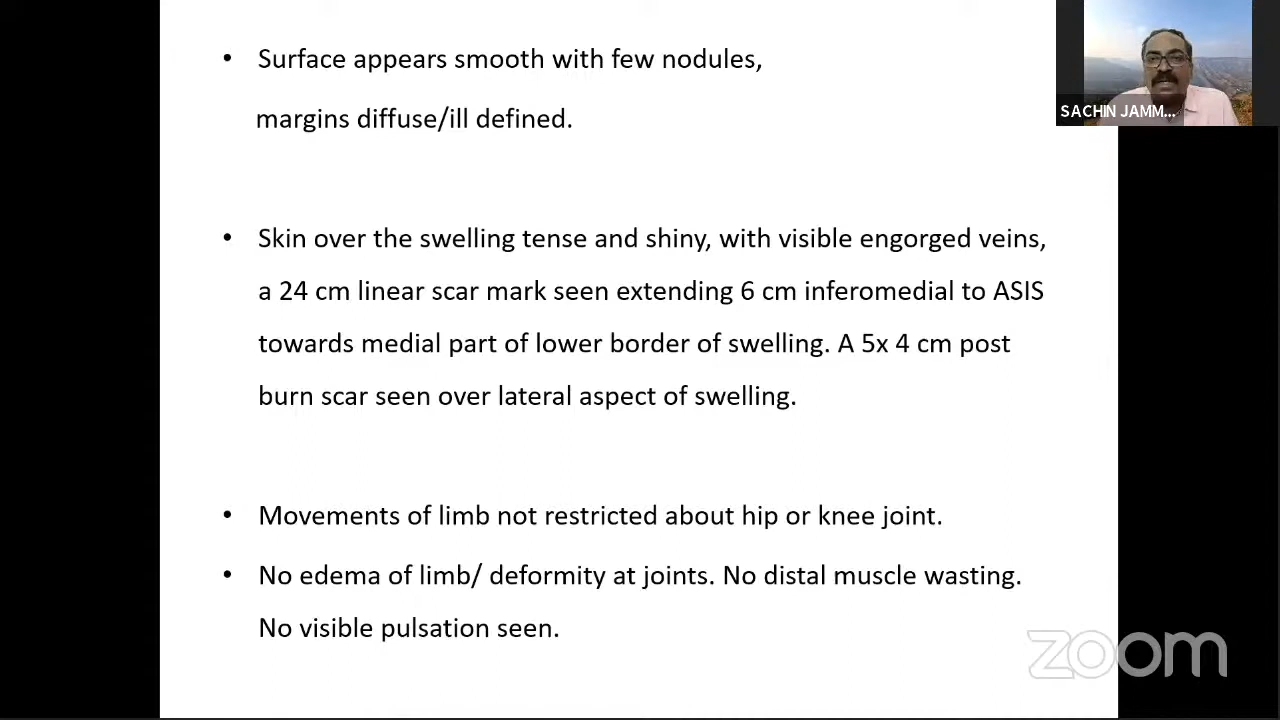 • Surface appears smooth with few nodules,
margins diffuse/ill defined.
SACHIN JAMM...
• Skin over the swelling tense and shiny, with visible engorged veins,
a 24 cm linear scar mark seen extending 6 cm inferomedial to ASIS
towards medial part of lower border of swelling. A 5x 4 cm post
burn scar seen over lateral aspect of swelling.
• Movements of limb not restricted about hip or knee joint.
• No edema of limb/ deformity at joints. No distal muscle wasting.
No visible pulsation seen.
zoom